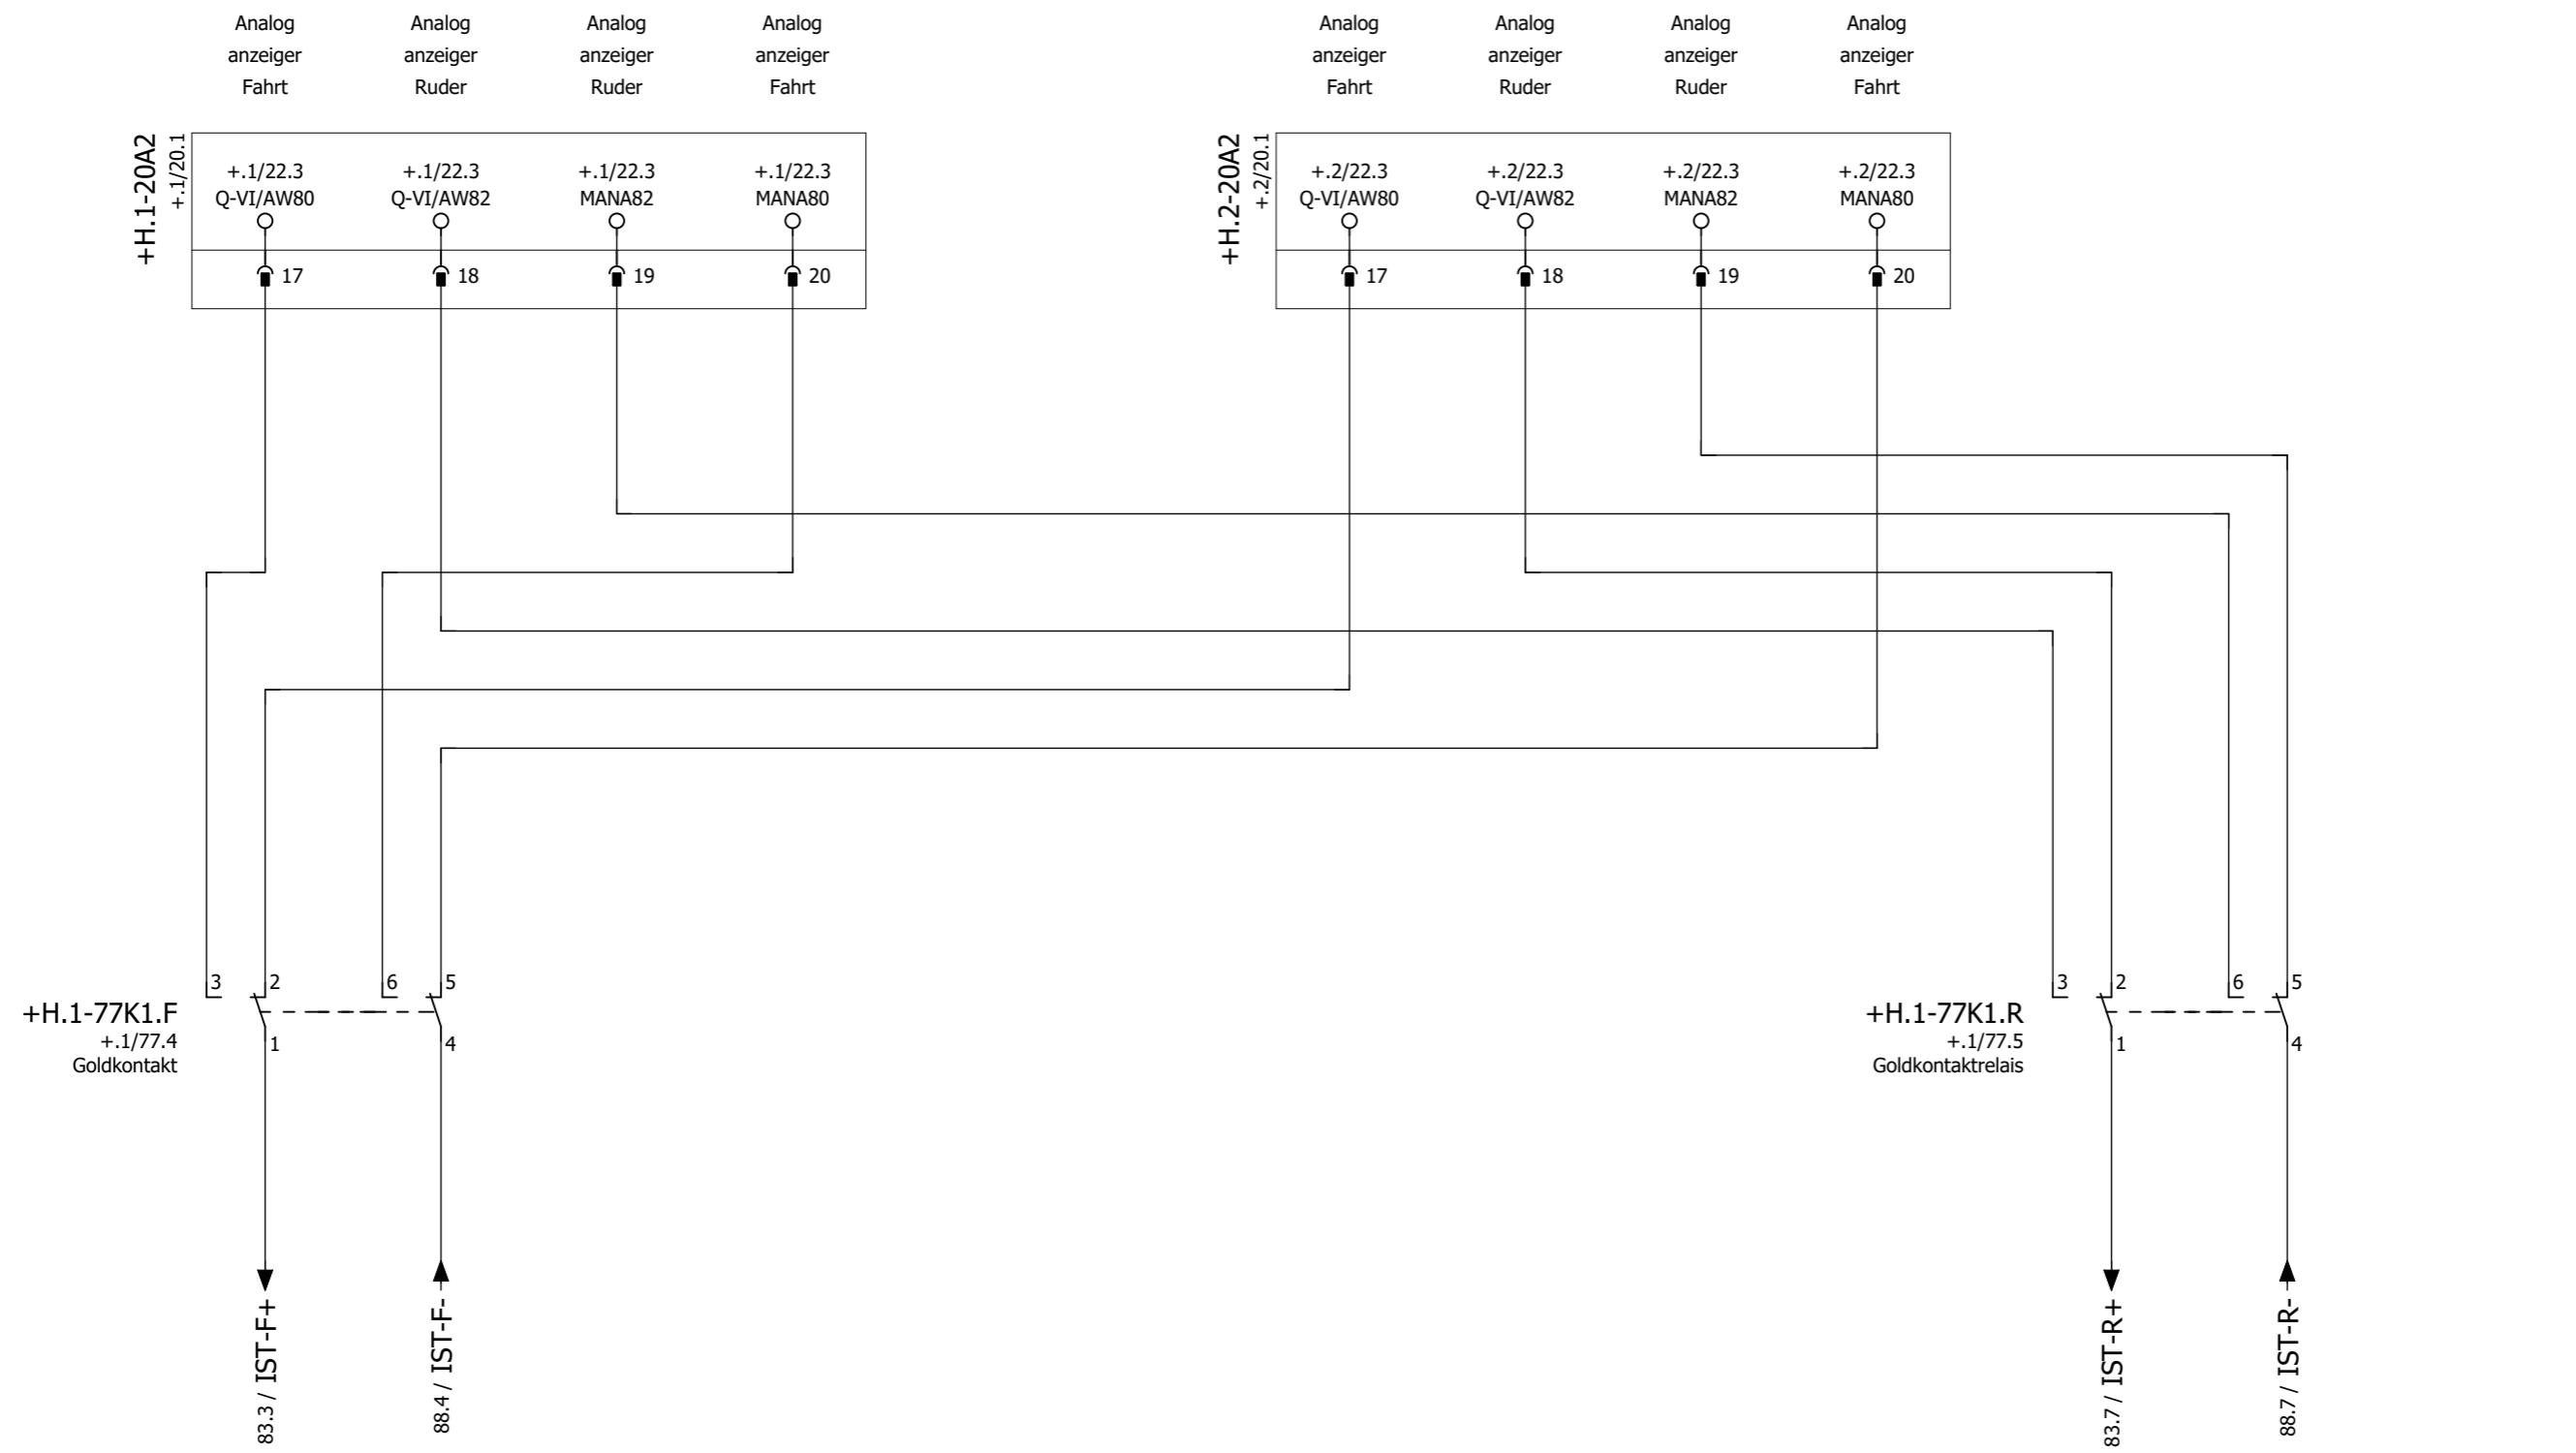 Analog
anzeiger
Fahrt
Analog
anzeiger
Ruder
Analog
anzeiger
Ruder
Analog
anzeiger
Fahrt
Analog
anzeiger
Fahrt
Analog
anzeiger
Ruder
Analog
anzeiger
Ruder
Analog
anzeiger
Fahrt
+H.1-20A2
+.1/20.1
+.1/22.3
Q-VI/AW80
+.1/22.3
Q-VI/AW82
+.1/22.3
MANA82
+.1/22.3
MANA80
17
18
19
20
+H.2-20A2
+.2/20.1
+.2/22.3
Q-VI/AW80
+.2/22.3
Q-VI/AW82
+.2/22.3
MANA82
+.2/22.3
MANA80
17
18
19
20
+H.1-77K1.F
+.1/77.4
Goldkontakt
3
2
1
6
5
4
+H.1-77K1.R
+.1/77.5
Goldkontaktrelais
3
2
1
6
5
4
83.3 / IST-F+
88.4 / IST-F-
83.7 / IST-R+
88.7 / IST-R-